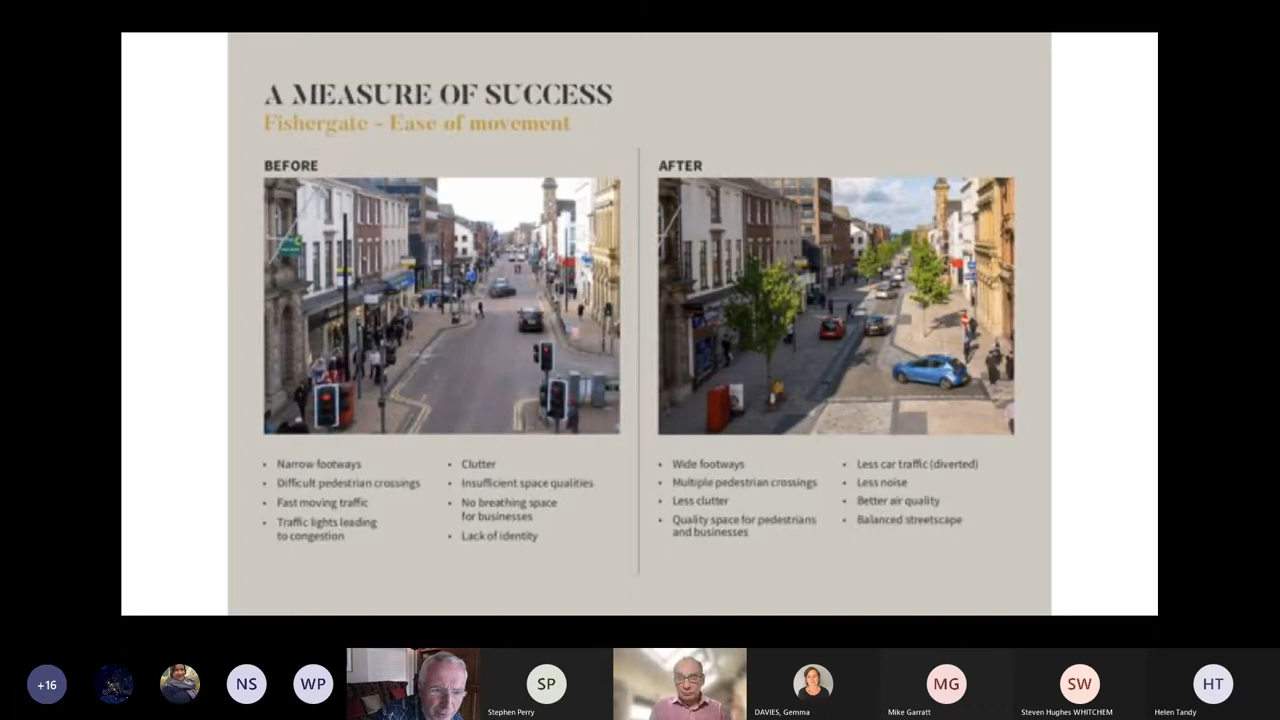 A MEASURE OF SUCCESS
Fishergate - Ease of movement
BEFORE
• Narrow footways
• Difficult pedestrian crossings
• Fast moving traffic
• Traffic lights leading
to congestion
• Clutter
• Insufficient space qualities
• No breathing space
for businesses
• Lack of identity
AFTER
• Wide footways
• Multiple pedestrian crossings
• Less clutter
• Quality space for pedestrians
and businesses
• Less car traffic (diverted)
• Less noise
• Better air quality
• Balanced streetscape
+16
NS
WP
SP
Stephen Perry
DAVIES, Gemma
MG
Mike Garratt
SW
Steven Hughes WHITCHEM
HT
Helen Tandy